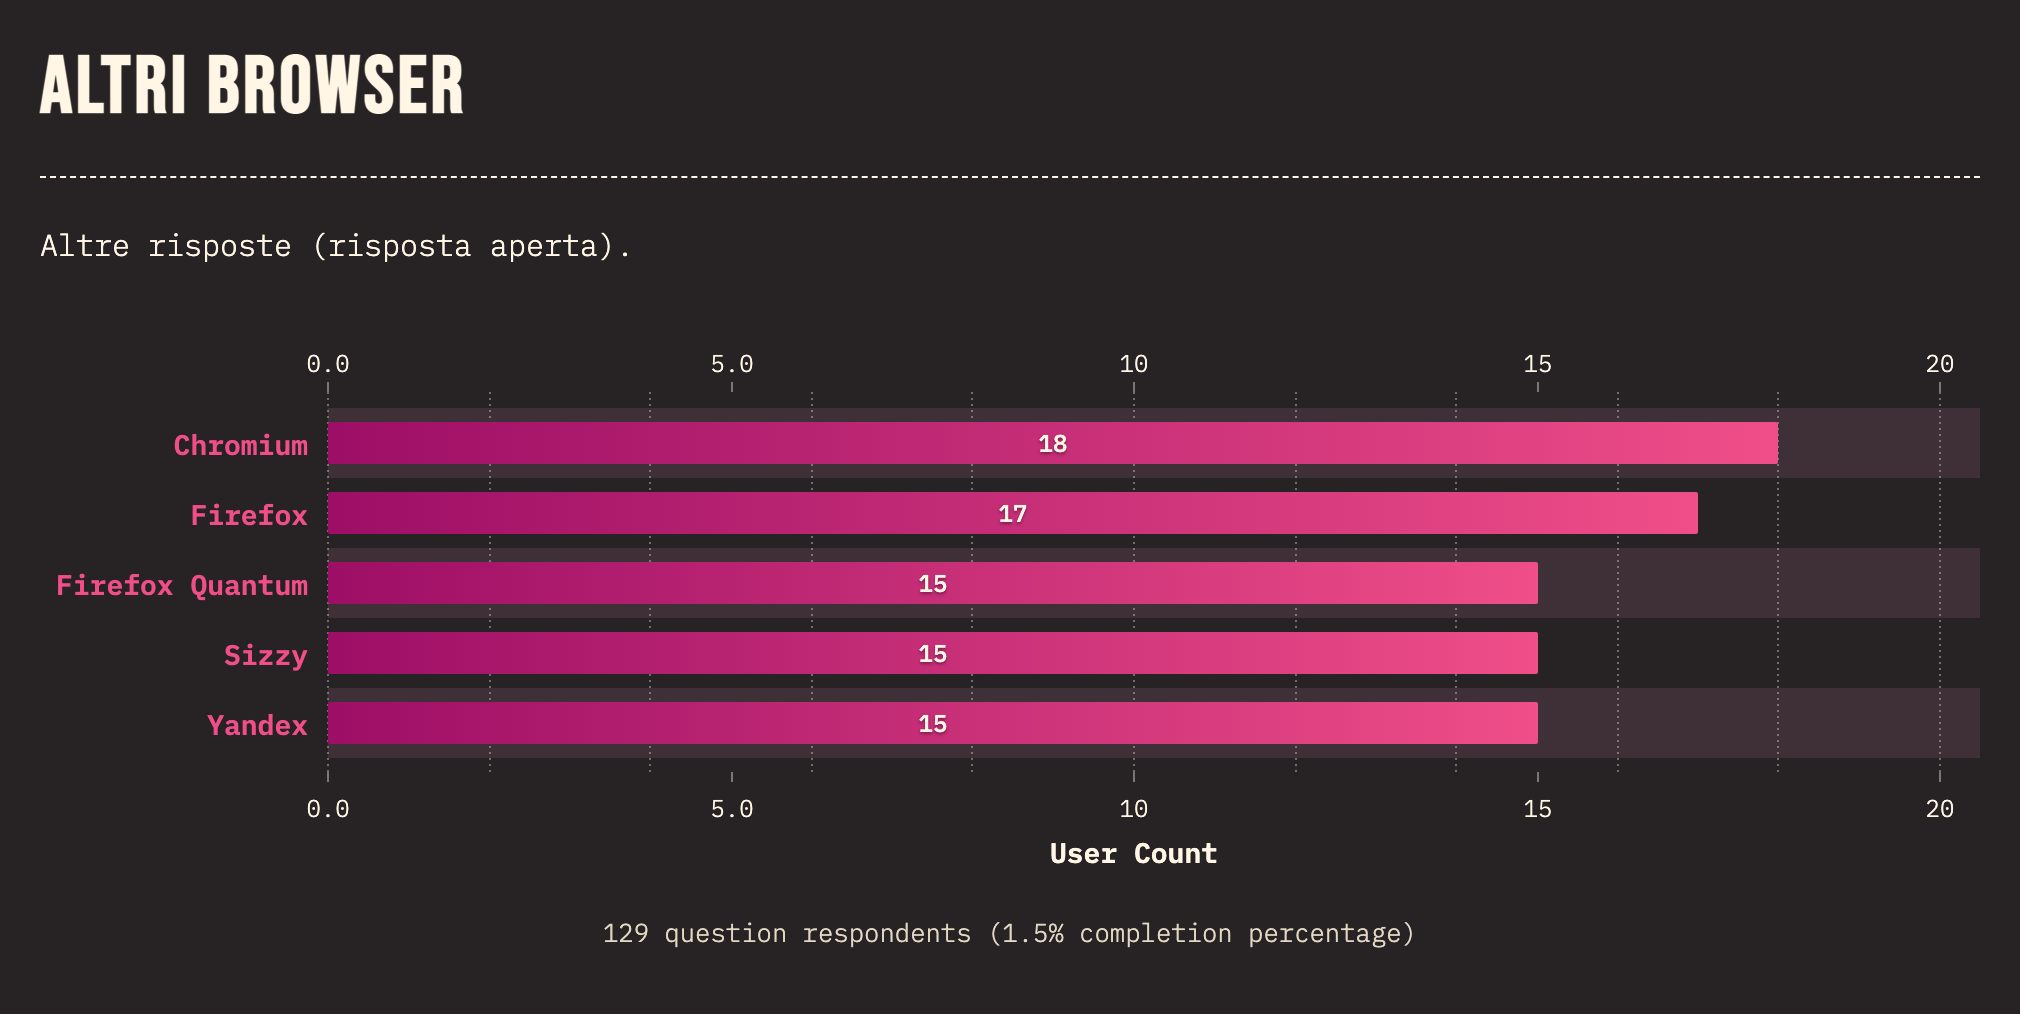 ALTRI BROWSER
Altre risposte (risposta aperta).
0.0 5.0 10 15 20
Chromium 18
Firefox 17
Firefox Quantum 15
Sizzy 15
Yandex 15
0.0 5.0 10 15 20
User Count
129 question respondents (1.5% completion percentage)